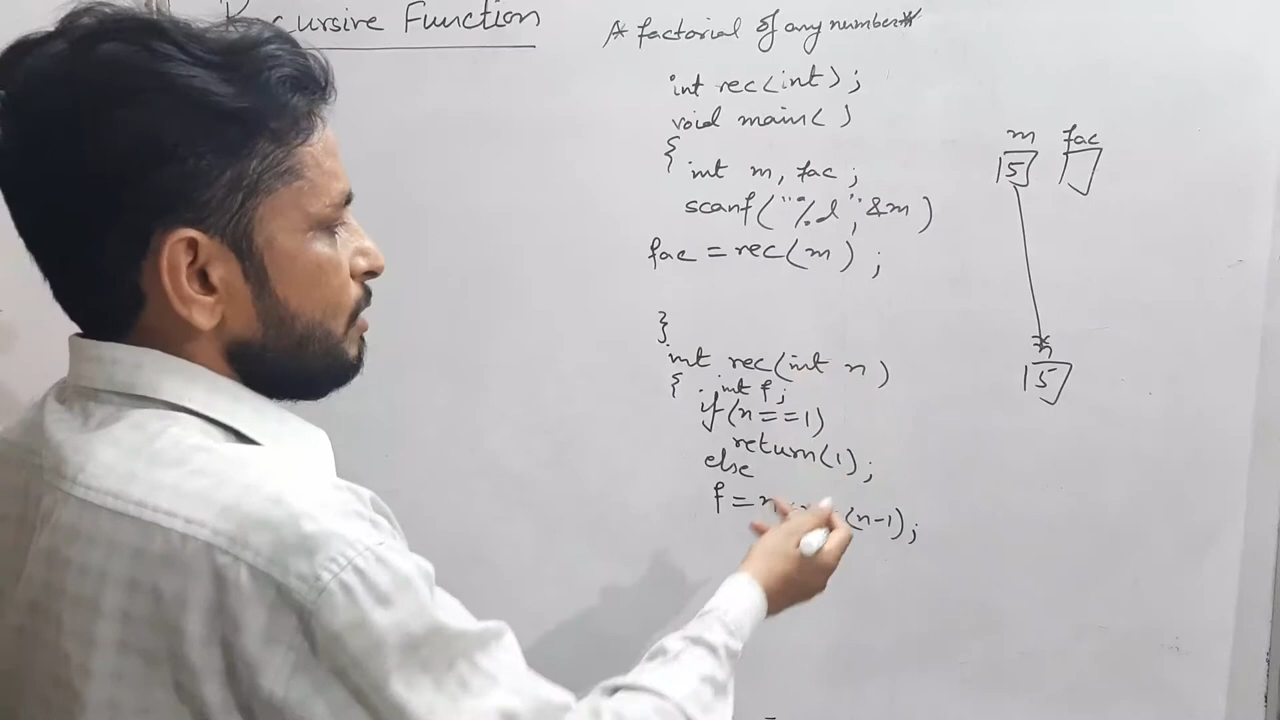 Recursive Function
* factorial of any number *
int rec(int);
void main( )
{
int m, fac;
scanf("%d",&m)
fac = rec(m);
}
int rec(int n)
{ int f;
if(n==1)
return(1);
else
f = n (n-1);
m fac
5
n
5